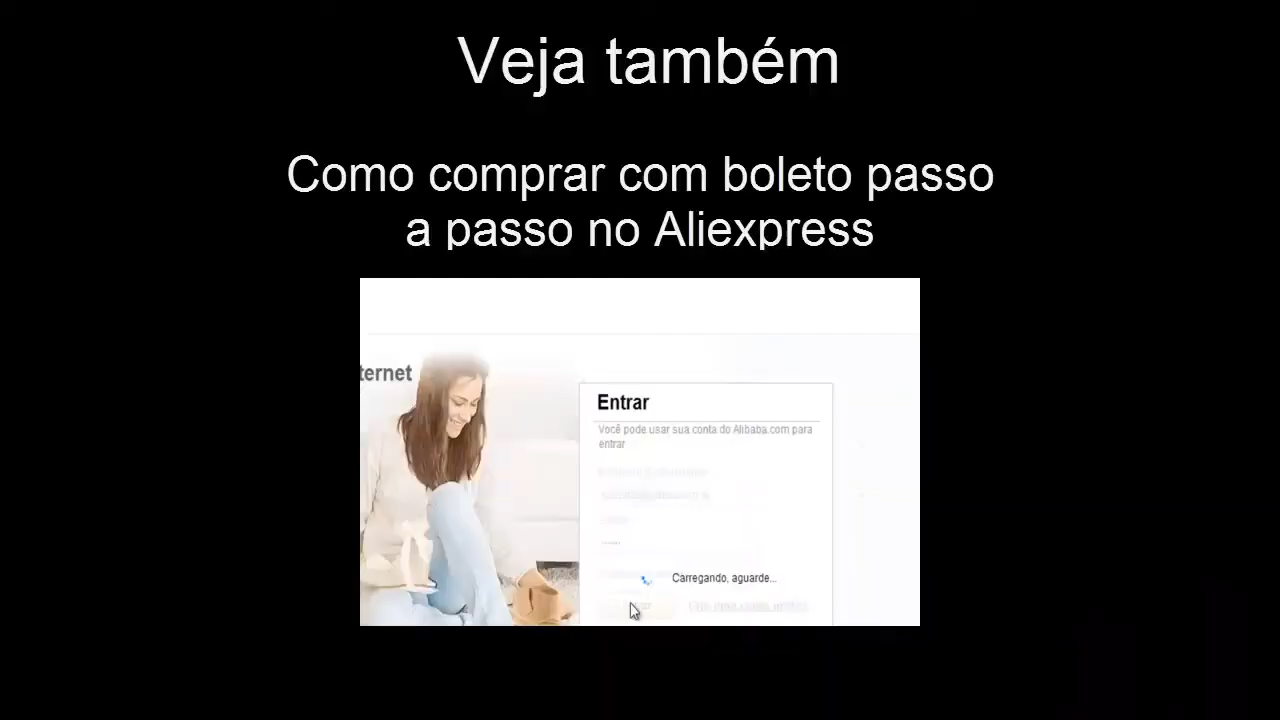 Veja também
Como comprar com boleto passo
a passo no Aliexpress
ternet
Entrar
Você pode usar sua conta do Alibaba.com para
entrar
Carregando, aguarde...